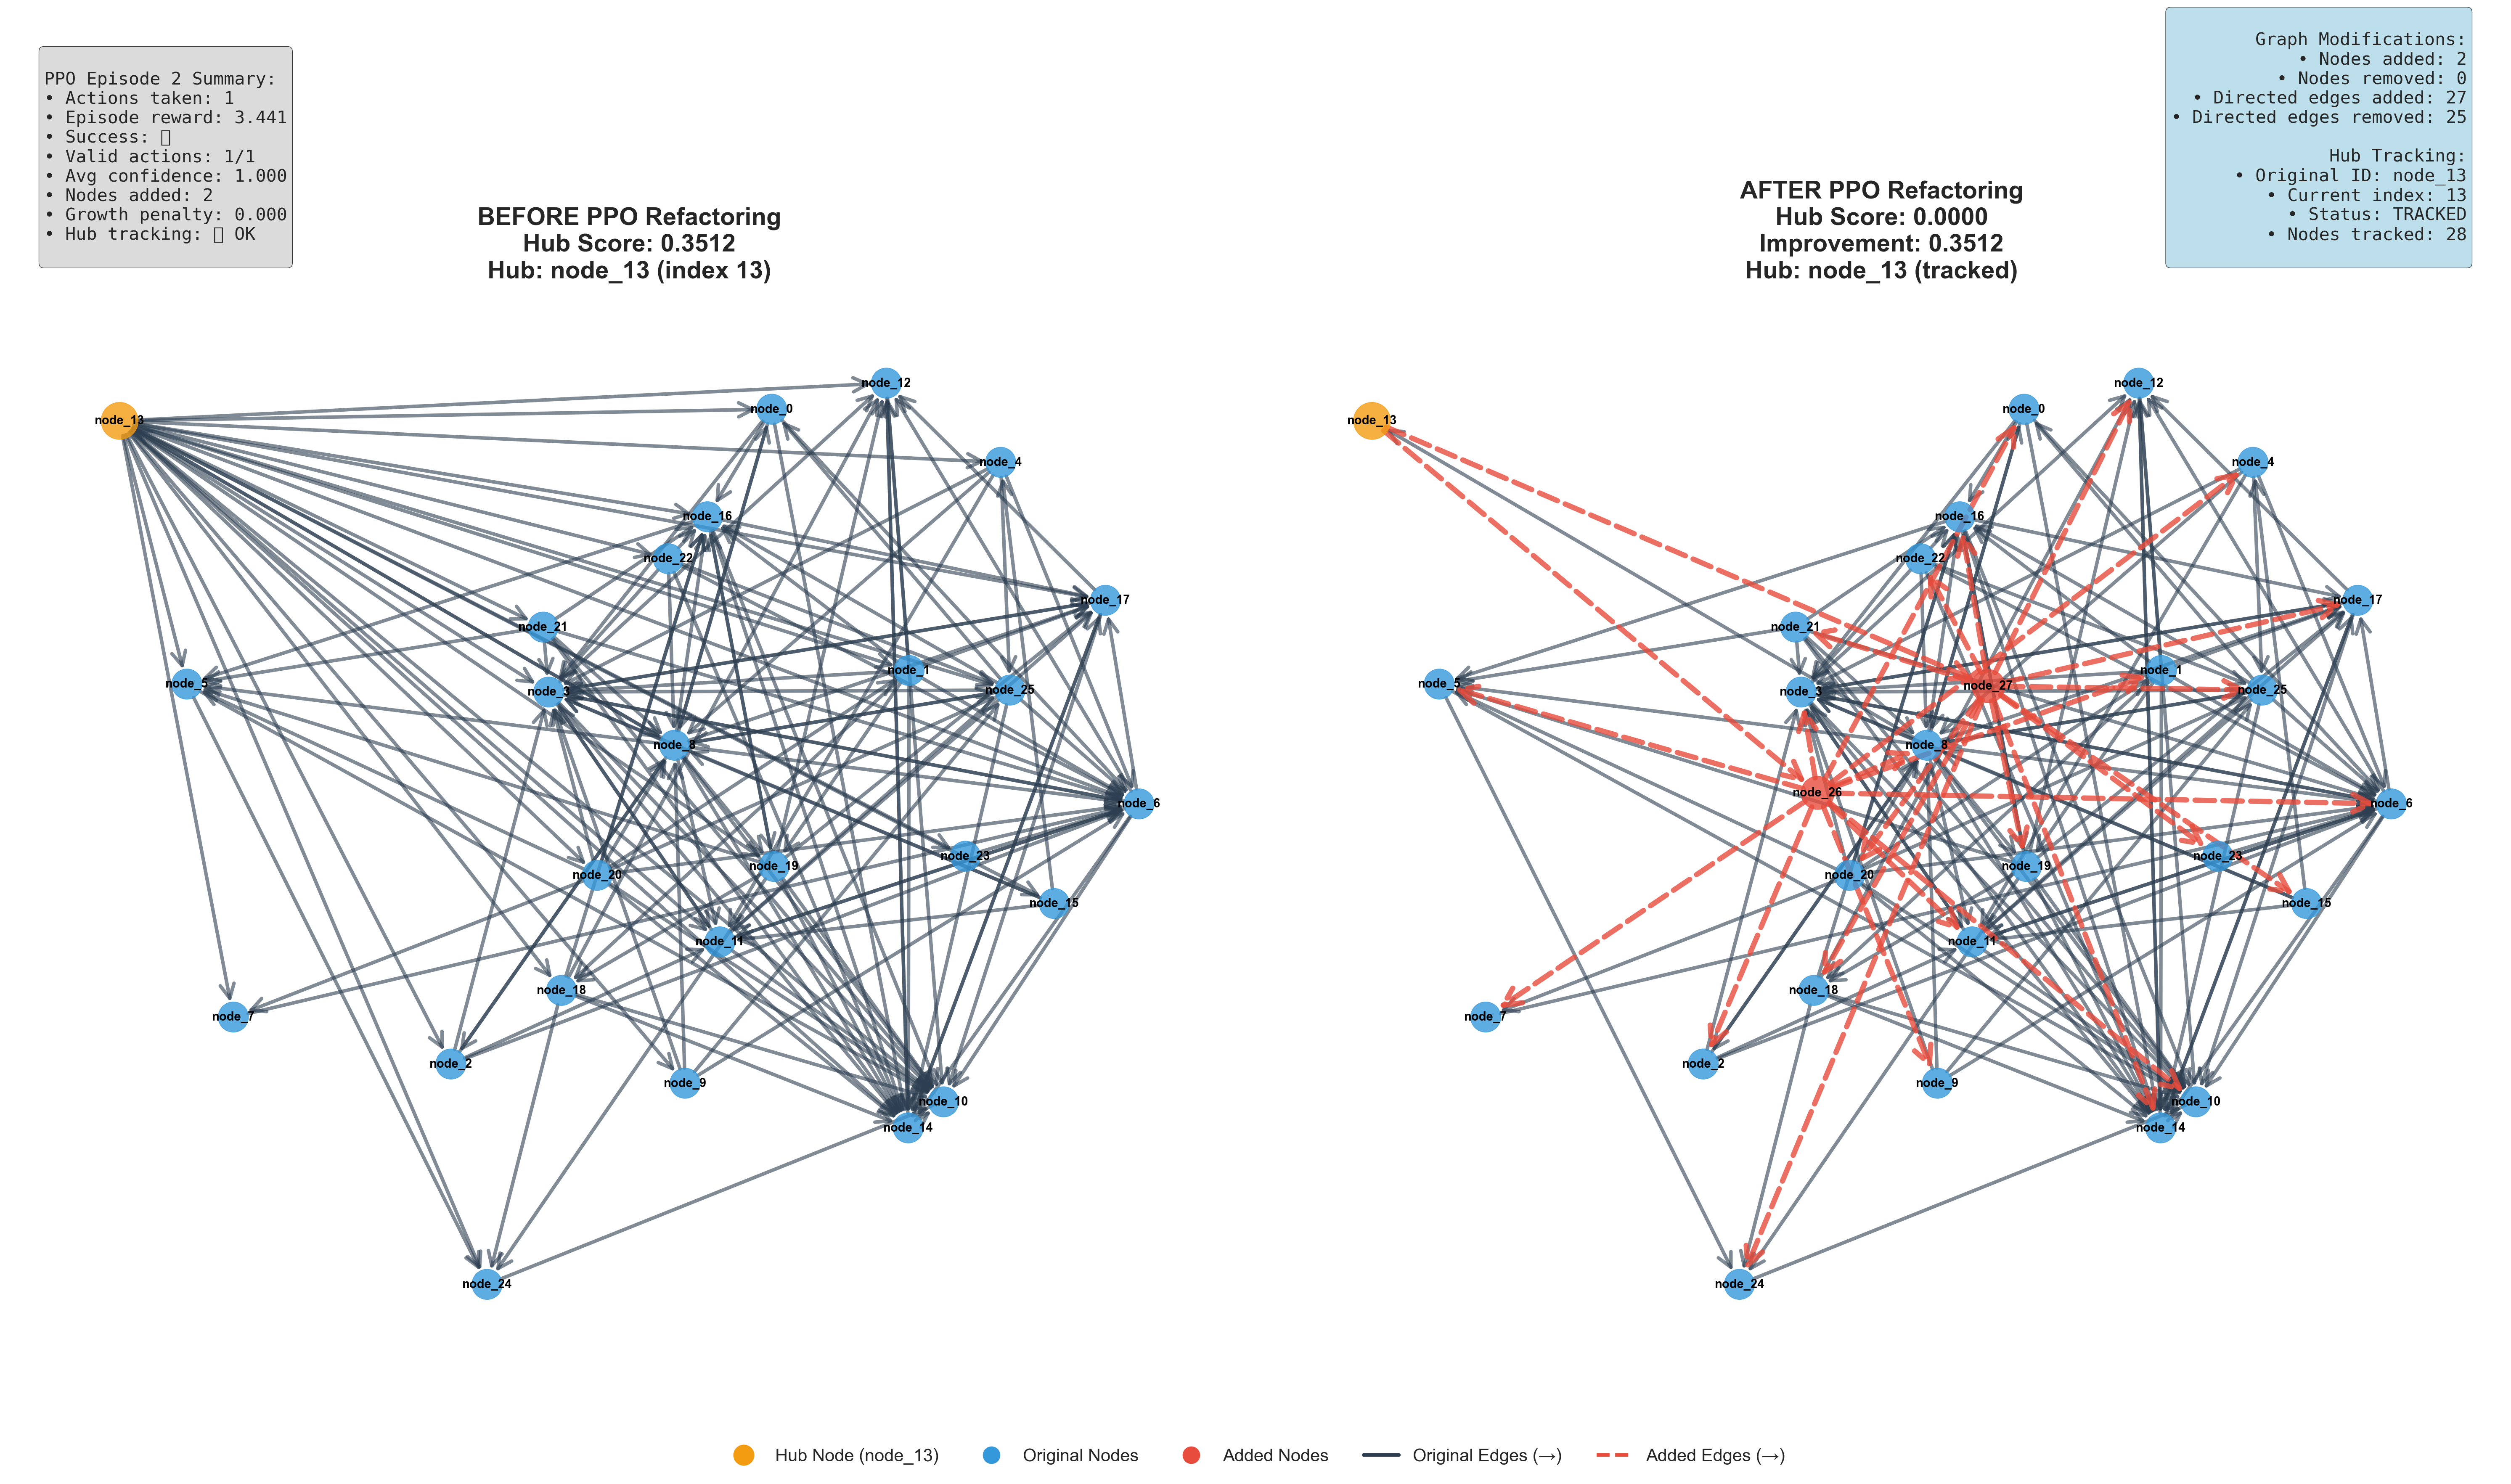 PPO Episode 2 Summary:
• Actions taken: 1
• Episode reward: 3.441
• Success: ▯
• Valid actions: 1/1
• Avg confidence: 1.000
• Nodes added: 2
• Growth penalty: 0.000
• Hub tracking: ▯ OK
BEFORE PPO Refactoring
Hub Score: 0.3512
Hub: node_13 (index 13)
AFTER PPO Refactoring
Hub Score: 0.0000
Improvement: 0.3512
Hub: node_13 (tracked)
Graph Modifications:
• Nodes added: 2
• Nodes removed: 0
• Directed edges added: 27
• Directed edges removed: 25
Hub Tracking:
• Original ID: node_13
• Current index: 13
• Status: TRACKED
• Nodes tracked: 28
node_12
node_0
node_13
node_4
node_16
node_22
node_17
node_21
node_1
node_5
node_3
node_25
node_8
node_6
node_23
node_19
node_20
node_15
node_11
node_18
node_7
node_2
node_9
node_10
node_14
node_24
node_12
node_0
node_13
node_4
node_16
node_22
node_17
node_21
node_1
node_5
node_27
node_3
node_25
node_8
node_26
node_6
node_23
node_19
node_20
node_15
node_11
node_18
node_7
node_2
node_9
node_10
node_14
node_24
Hub Node (node_13)
Original Nodes
Added Nodes
Original Edges (→)
Added Edges (→)